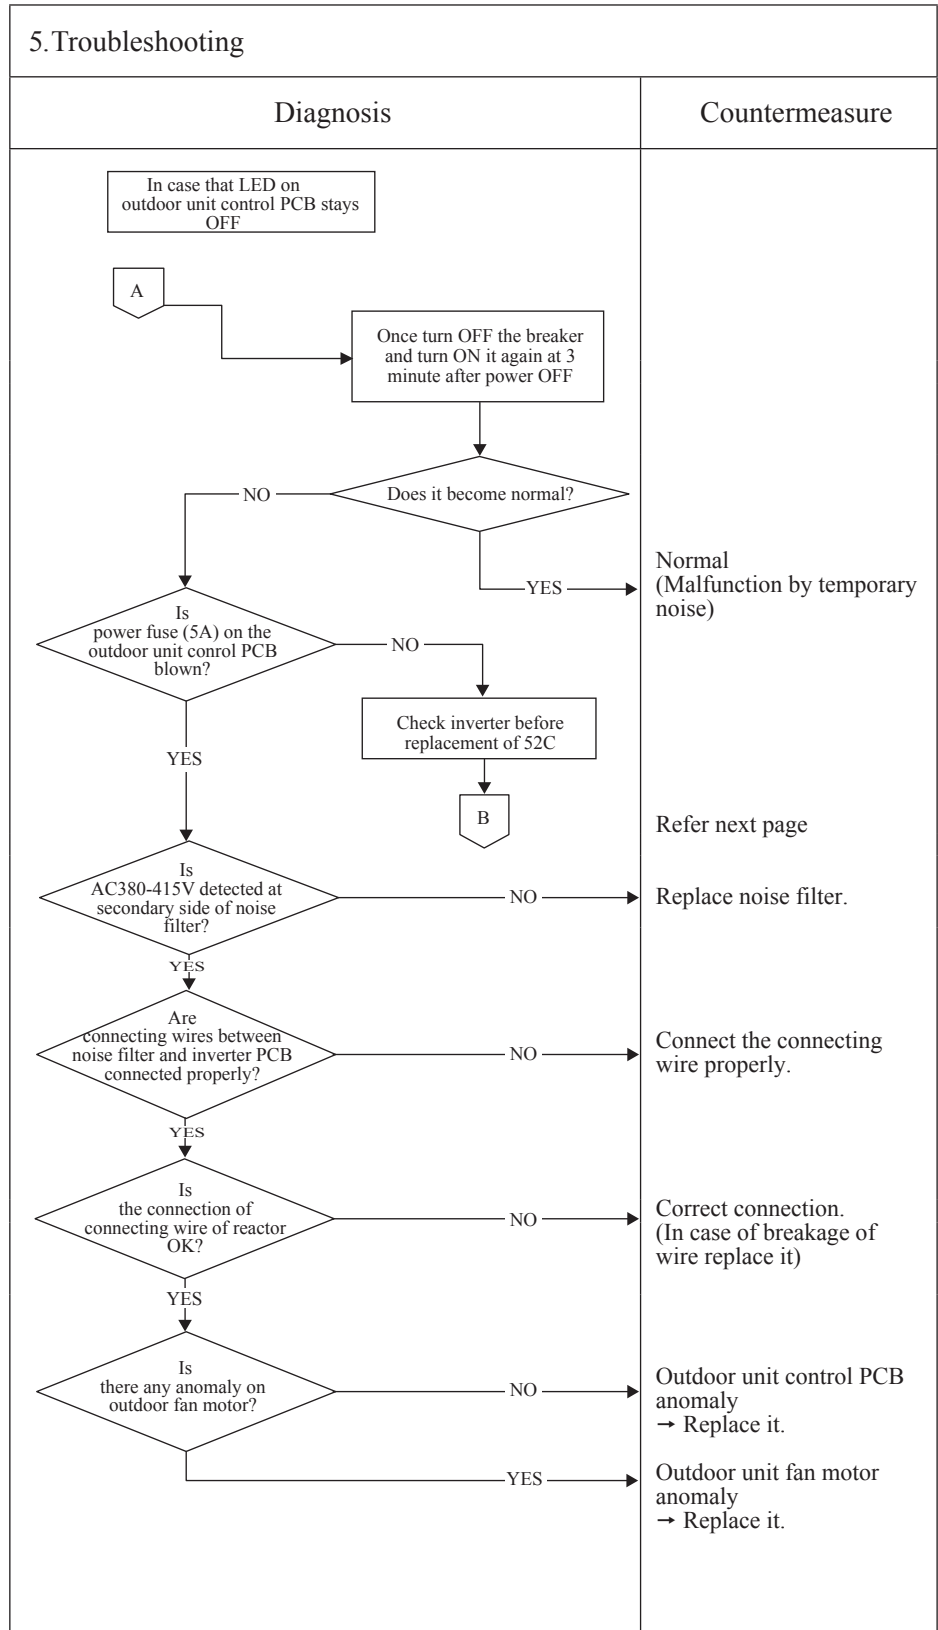 5.Troubleshooting
Diagnosis
Countermeasure
In case that LED on
outdoor unit control PCB stays
OFF
A
Once turn OFF the breaker
and turn ON it again at 3
minute after power OFF
Does it become normal?
NO
YES
Normal
(Malfunction by temporary
noise)
Is
power fuse (5A) on the
outdoor unit conrol PCB
blown?
NO
Check inverter before
replacement of 52C
YES
B
Refer next page
Is
AC380-415V detected at
secondary side of noise
filter?
NO
Replace noise filter.
YES
Are
connecting wires between
noise filter and inverter PCB
connected properly?
NO
Connect the connecting
wire properly.
YES
Is
the connection of
connecting wire of reactor
OK?
NO
Correct connection.
(In case of breakage of
wire replace it)
YES
Is
there any anomaly on
outdoor fan motor?
NO
Outdoor unit control PCB
anomaly
→ Replace it.
YES
Outdoor unit fan motor
anomaly
→ Replace it.